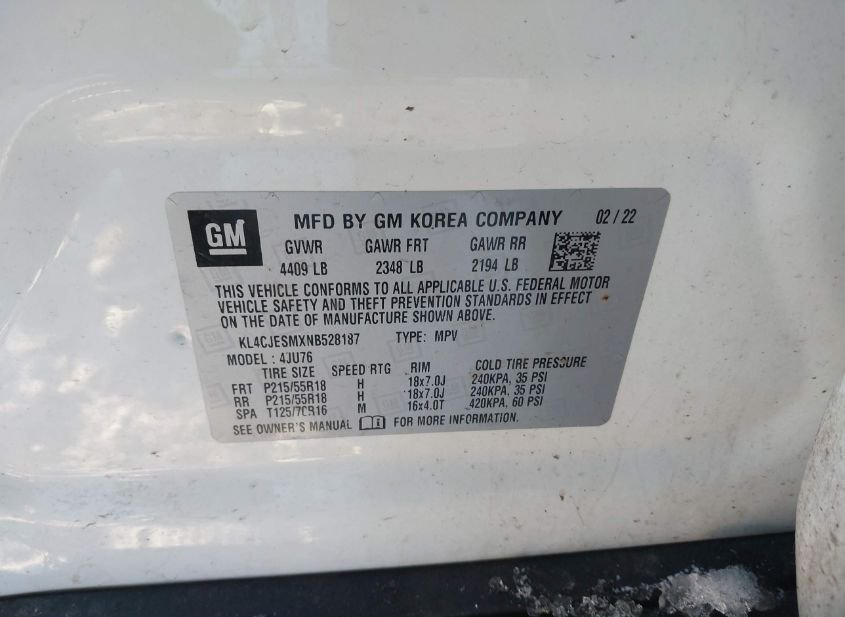 GM
MFD BY GM KOREA COMPANY 02 / 22
GVWR GAWR FRT GAWR RR
4409 LB 2348 LB 2194 LB
THIS VEHICLE CONFORMS TO ALL APPLICABLE U.S. FEDERAL MOTOR
VEHICLE SAFETY AND THEFT PREVENTION STANDARDS IN EFFECT
ON THE DATE OF MANUFACTURE SHOWN ABOVE.
KL4CJESMXNB528187 TYPE: MPV
MODEL : 4JU76
TIRE SIZE SPEED RTG RIM COLD TIRE PRESSURE
FRT P215/55R18 H 18x7.0J 240KPA, 35 PSI
RR P215/55R18 H 18x7.0J 240KPA, 35 PSI
SPA T125/70R16 M 16x4.0T 420KPA, 60 PSI
SEE OWNER'S MANUAL FOR MORE INFORMATION.